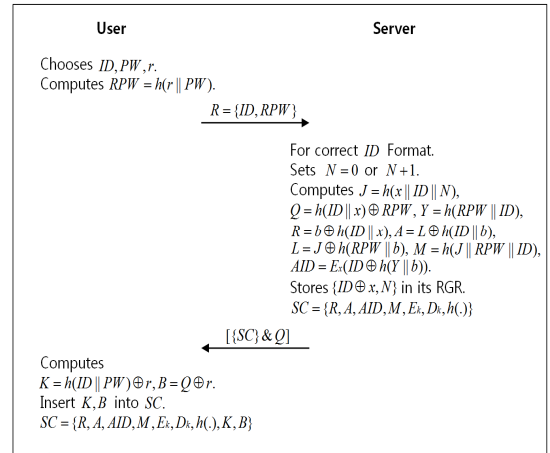 User
Server
Chooses ID, PW, r.
Computes RPW = h(r || PW).
R = {ID, RPW}
For correct ID Format.
Sets N = 0 or N+1.
Computes J = h(x || ID || N),
Q = h(ID || x) ⊕ RPW, Y = h(RPW || ID),
R = b ⊕ h(ID || x), A = L ⊕ h(ID || b),
L = J ⊕ h(RPW || b), M = h(J || RPW || ID),
AID = Eₓ(ID ⊕ h(Y || b)).
Stores {ID ⊕ x, N} in its RGR.
SC = {R, A, AID, M, Eₖ, Dₖ, h(.)}
[{SC} & Q]
Computes
K = h(ID || PW) ⊕ r, B = Q ⊕ r.
Insert K, B into SC.
SC = {R, A, AID, M, Eₖ, Dₖ, h(.), K, B}